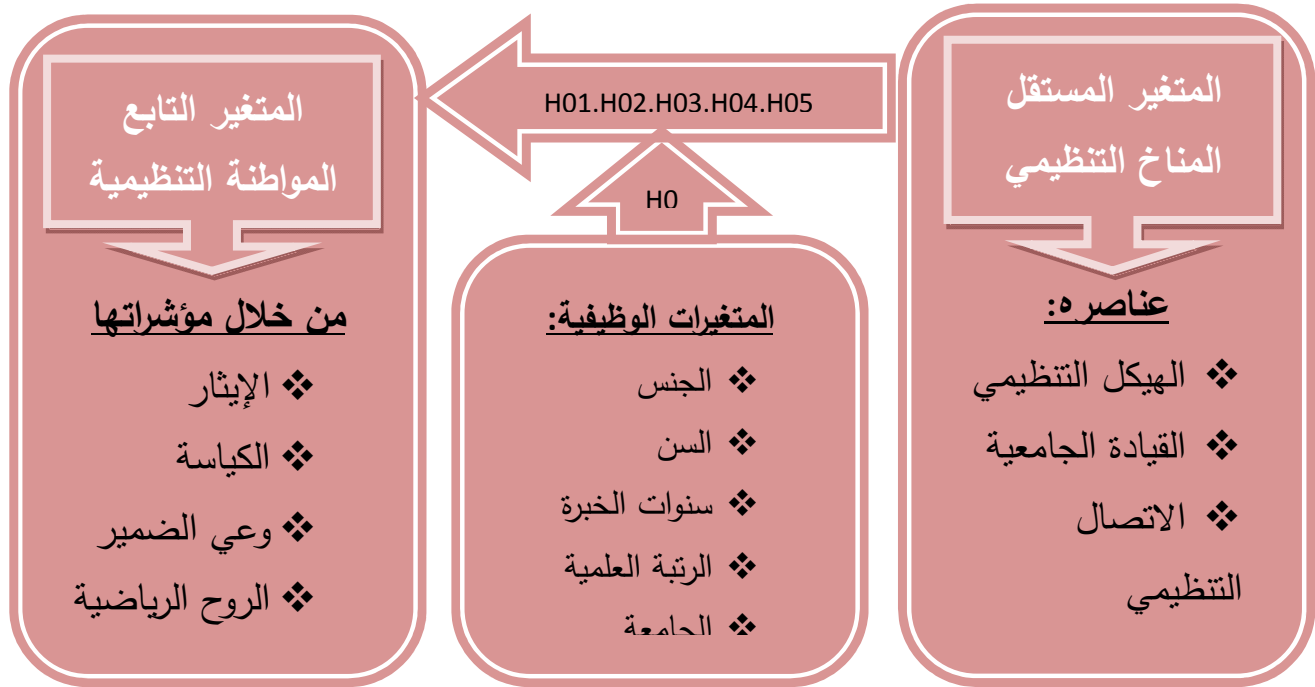 المتغير المستقل
المناخ التنظيمي
عناصره:
❖ الهيكل التنظيمي
❖ القيادة الجامعية
❖ الاتصال
التنظيمي
H01.H02.H03.H04.H05
H0
المتغيرات الوظيفية:
❖ الجنس
❖ السن
❖ سنوات الخبرة
❖ الرتبة العلمية
❖ الجامعة
المتغير التابع
المواطنة التنظيمية
من خلال مؤشراتها
❖ الإيثار
❖ الكياسة
❖ وعي الضمير
❖ الروح الرياضية